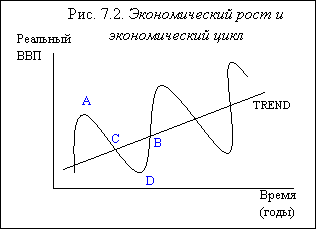 Рис. 7.2. Экономический рост и
экономический цикл
Реальный
ВВП
A
C
B
D
TREND
Время
(годы)